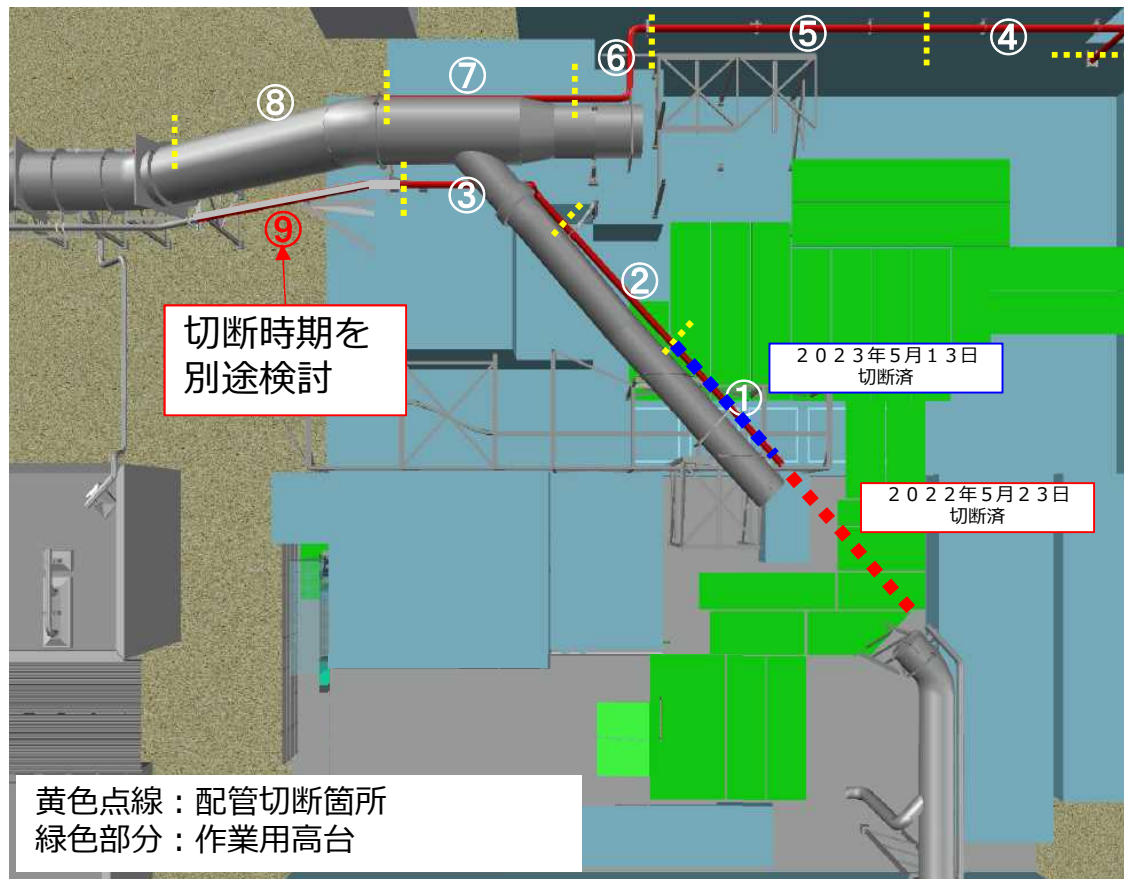 ⑤
④
⑥
⑦
⑧
③
⑨
②
切断時期を
別途検討
２０２３年５月１３日
切断済
①
２０２２年５月２３日
切断済
黄色点線：配管切断箇所
緑色部分：作業用高台